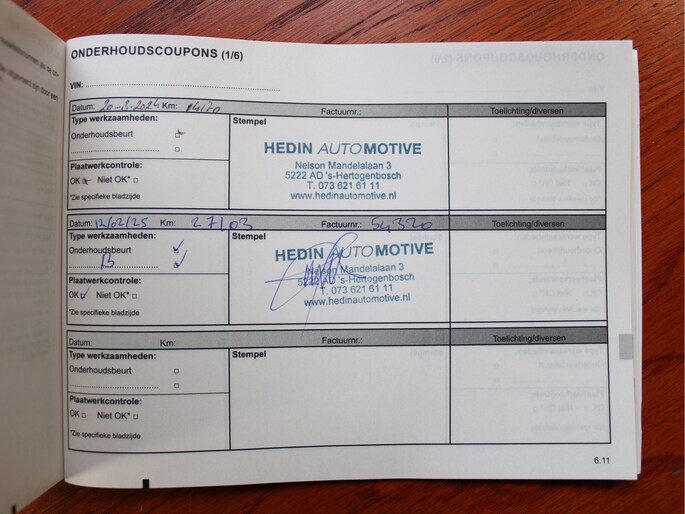 ONDERHOUDSCOUPONS (1/6)
VIN:
Datum: 20-3-2024 Km: 14170 Factuurnr.: Toelichting/diversen
Type werkzaamheden:
Onderhoudsbeurt
Plaatwerkcontrole:
OK Niet OK*
*Zie specifieke bladzijde
Stempel
HEDIN AUTOMOTIVE
Nelson Mandelalaan 3
5222 AD 's-Hertogenbosch
T. 073 621 61 11
www.hedinautomotive.nl
Datum: 12/02/25 Km: 27103 Factuurnr.: 54320 Toelichting/diversen
Type werkzaamheden:
Onderhoudsbeurt
B
Plaatwerkcontrole:
OK Niet OK*
*Zie specifieke bladzijde
Stempel
HEDIN AUTOMOTIVE
Nelson Mandelalaan 3
5222 AD 's-Hertogenbosch
T. 073 621 61 11
www.hedinautomotive.nl
Datum: Km: Factuurnr.: Toelichting/diversen
Type werkzaamheden:
Onderhoudsbeurt
Plaatwerkcontrole:
OK Niet OK*
*Zie specifieke bladzijde
Stempel
6.11